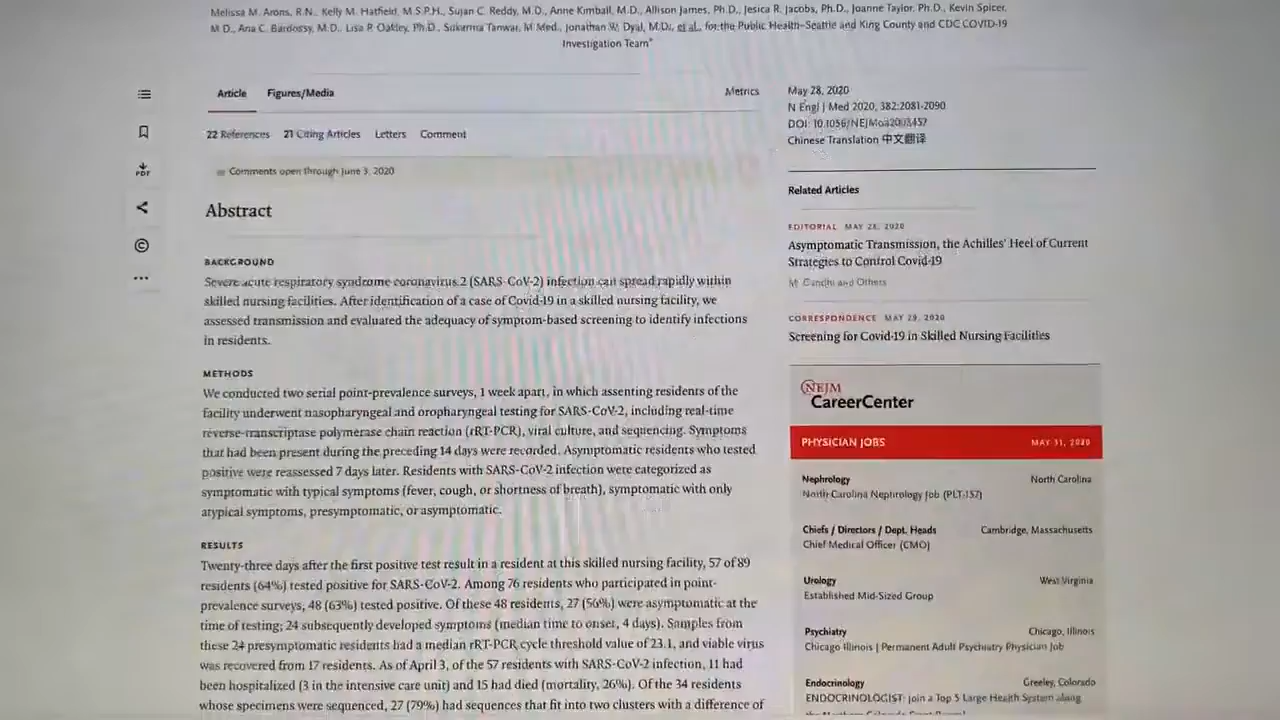 Melissa M. Arons, R.N., Kelly M. Hatfield, M.S.P.H., Sujan C. Reddy, M.D., Anne Kimball, M.D., Allison James, Ph.D., Jesica R. Jacobs, Ph.D., Joanne Taylor, Ph.D., Kevin Spicer,
M.D., Ana C. Bardossy, M.D., Lisa P. Oakley, Ph.D., Sukarma Tanwar, M.Med., Jonathan W. Dyal, M.D., et al., for the Public Health–Seattle and King County and CDC COVID-19
Investigation Team*
Article Figures/Media
Metrics
22 References 21 Citing Articles Letters Comment
Comments open through June 3, 2020
Abstract
BACKGROUND
Severe acute respiratory syndrome coronavirus 2 (SARS-CoV-2) infection can spread rapidly within
skilled nursing facilities. After identification of a case of Covid-19 in a skilled nursing facility, we
assessed transmission and evaluated the adequacy of symptom-based screening to identify infections
in residents.
METHODS
We conducted two serial point-prevalence surveys, 1 week apart, in which assenting residents of the
facility underwent nasopharyngeal and oropharyngeal testing for SARS-CoV-2, including real-time
reverse-transcriptase polymerase chain reaction (rRT-PCR), viral culture, and sequencing. Symptoms
that had been present during the preceding 14 days were recorded. Asymptomatic residents who tested
positive were reassessed 7 days later. Residents with SARS-CoV-2 infection were categorized as
symptomatic with typical symptoms (fever, cough, or shortness of breath), symptomatic with only
atypical symptoms, presymptomatic, or asymptomatic.
RESULTS
Twenty-three days after the first positive test result in a resident at this skilled nursing facility, 57 of 89
residents (64%) tested positive for SARS-CoV-2. Among 76 residents who participated in point-
prevalence surveys, 48 (63%) tested positive. Of these 48 residents, 27 (56%) were asymptomatic at the
time of testing; 24 subsequently developed symptoms (median time to onset, 4 days). Samples from
these 24 presymptomatic residents had a median rRT-PCR cycle threshold value of 23.1, and viable virus
was recovered from 17 residents. As of April 3, of the 57 residents with SARS-CoV-2 infection, 11 had
been hospitalized (3 in the intensive care unit) and 15 had died (mortality, 26%). Of the 34 residents
whose specimens were sequenced, 27 (79%) had sequences that fit into two clusters with a difference of
PDF
May 28, 2020
N Engl J Med 2020; 382:2081-2090
DOI: 10.1056/NEJMoa2008457
Chinese Translation 中文翻译
Related Articles
EDITORIAL MAY 28, 2020
Asymptomatic Transmission, the Achilles' Heel of Current
Strategies to Control Covid-19
M. Gandhi and Others
CORRESPONDENCE MAY 29, 2020
Screening for Covid-19 in Skilled Nursing Facilities
NEJM
CareerCenter
PHYSICIAN JOBS MAY 31, 2020
Nephrology North Carolina
North Carolina Nephrology Job (PLT-157)
Chiefs / Directors / Dept. Heads Cambridge, Massachusetts
Chief Medical Officer (CMO)
Urology West Virginia
Established Mid-Sized Group
Psychiatry Chicago, Illinois
Chicago Illinois | Permanent Adult Psychiatry Physician Job
Endocrinology Greeley, Colorado
ENDOCRINOLOGIST: Join a Top 5 Large Health System along